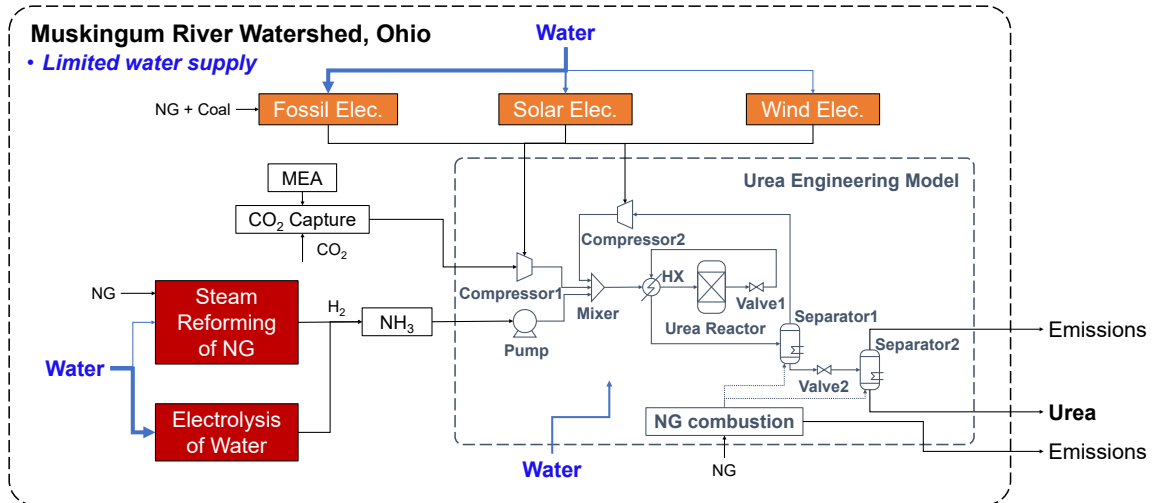 Muskingum River Watershed, Ohio
• Limited water supply
Water
NG + Coal
Fossil Elec.
Solar Elec.
Wind Elec.
MEA
CO₂ Capture
CO₂
Urea Engineering Model
Compressor2
Compressor1
Mixer
HX
Valve1
Urea Reactor
Separator1
Separator2
Valve2
NG
Steam
Reforming
of NG
H₂
NH₃
Pump
Water
Electrolysis
of Water
NG combustion
NG
Water
Emissions
Urea
Emissions